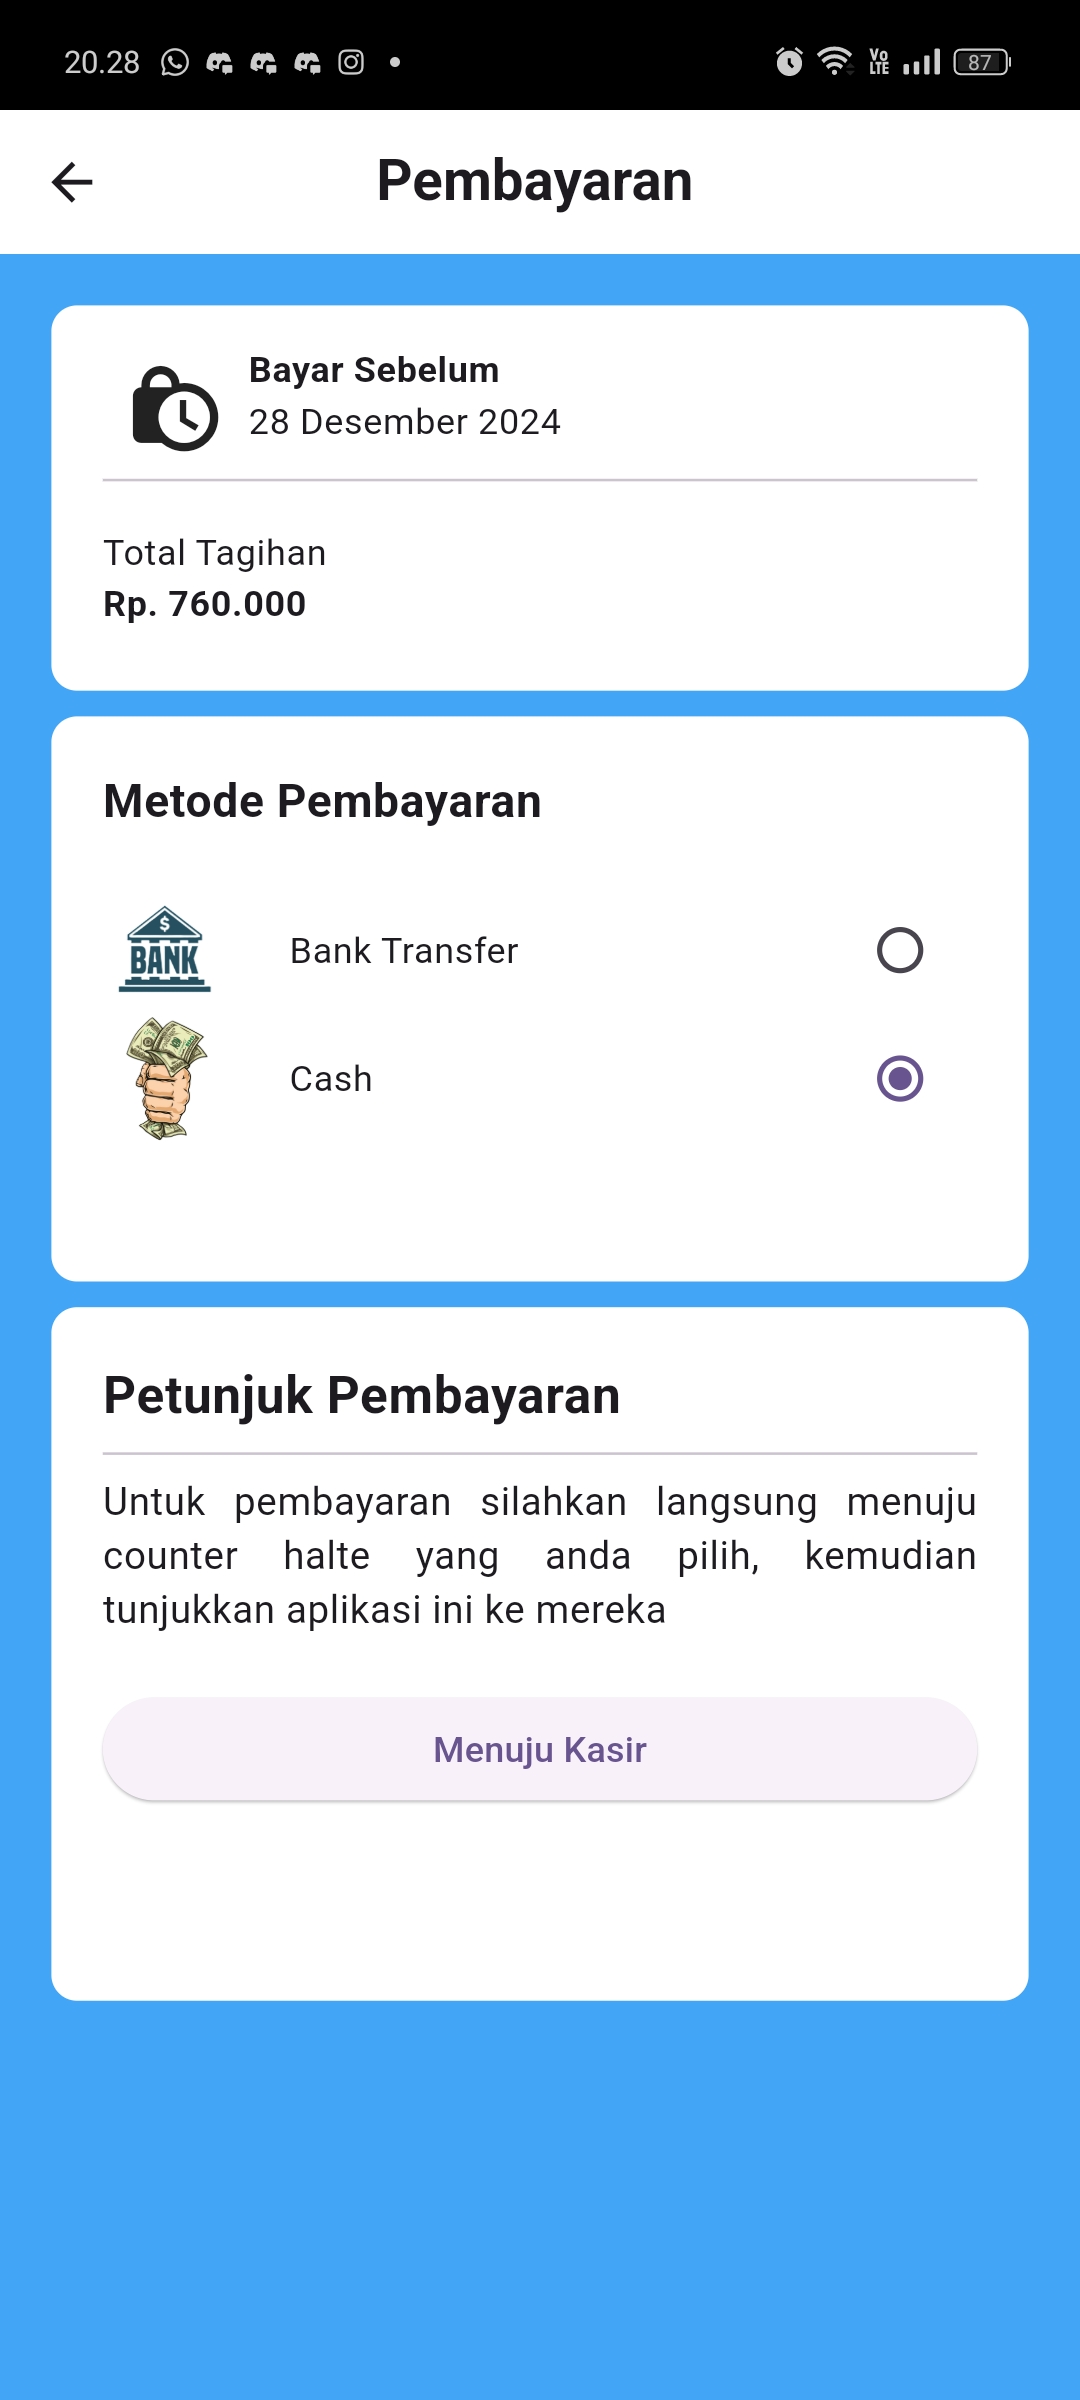 20.28
Vo
LTE
87
Pembayaran
Bayar Sebelum
28 Desember 2024
Total Tagihan
Rp. 760.000
Metode Pembayaran
$
BANK
Bank Transfer
Cash
Petunjuk Pembayaran
Untuk pembayaran silahkan langsung menuju
counter halte yang anda pilih, kemudian
tunjukkan aplikasi ini ke mereka
Menuju Kasir